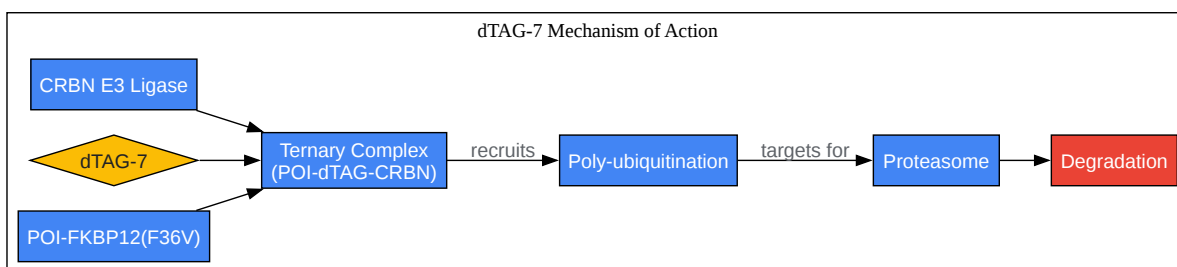 dTAG-7 Mechanism of Action
CRBN E3 Ligase
dTAG-7
POI-FKBP12(F36V)
Ternary Complex
(POI-dTAG-CRBN)
recruits
Poly-ubiquitination
targets for
Proteasome
Degradation